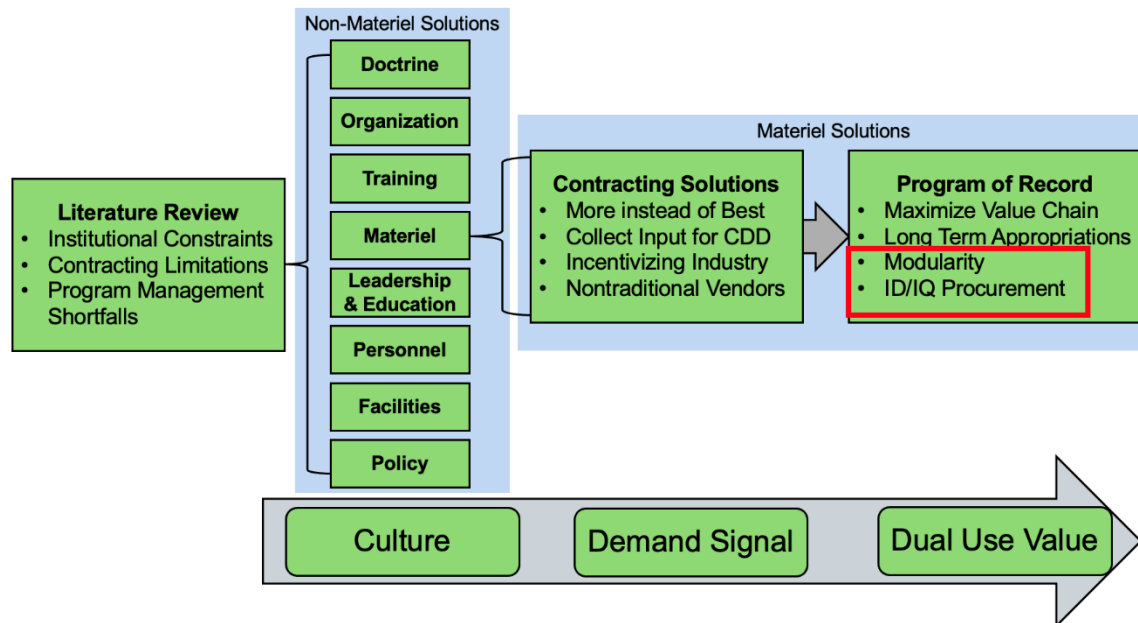 Non-Materiel Solutions
Doctrine
Organization
Training
Materiel
Leadership
& Education
Personnel
Facilities
Policy
Literature Review
• Institutional Constraints
• Contracting Limitations
• Program Management
Shortfalls
Materiel Solutions
Contracting Solutions
• More instead of Best
• Collect Input for CDD
• Incentivizing Industry
• Nontraditional Vendors
Program of Record
• Maximize Value Chain
• Long Term Appropriations
• Modularity
• ID/IQ Procurement
Culture
Demand Signal
Dual Use Value